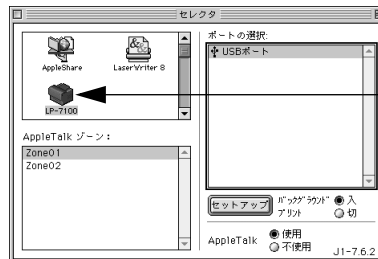 セレクタ
AppleShare
LaserWriter 8
LP-7100
AppleTalk ゾーン：
Zone01
Zone02
ポートの選択:
USBポート
セットアップ
バックグラウンド
プリント
入
切
AppleTalk
使用
不使用
J1-7.6.2